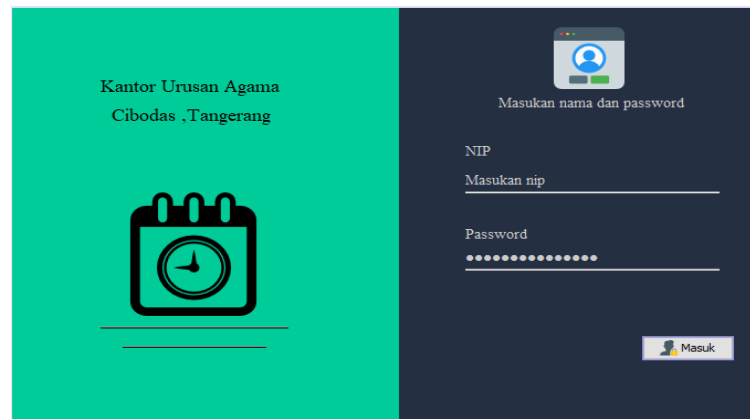 Kantor Urusan Agama
Cibodas ,Tangerang
Masukan nama dan password
NIP
Masukan nip
Password
●●●●●●●●●●●●●●●
Masuk